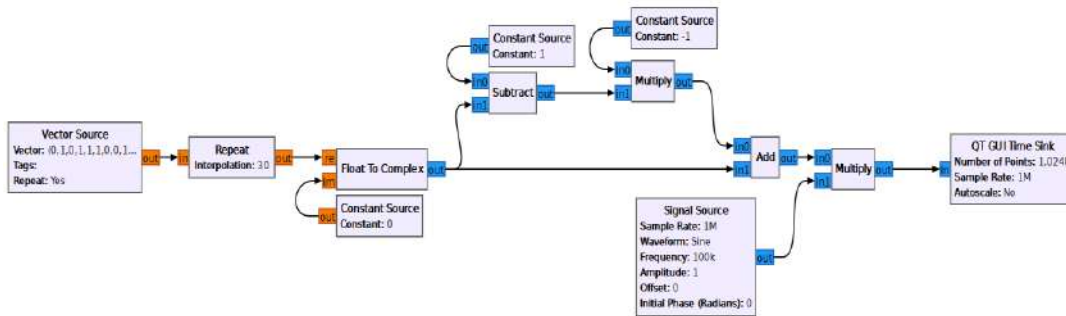 Vector Source
Vector: (0,1,0,1,1,1,0,0,1...
Tags:
Repeat: Yes
out
in
Repeat
Interpolation: 30
out
re
im
Float To Complex
out
Constant Source
Constant: 0
out
Constant Source
Constant: 1
out
in0
in1
Subtract
out
Constant Source
Constant: -1
out
in0
in1
Multiply
out
in0
in1
Add
out
Signal Source
Sample Rate: 1M
Waveform: Sine
Frequency: 100k
Amplitude: 1
Offset: 0
Initial Phase (Radians): 0
out
in0
in1
Multiply
out
in
QT GUI Time Sink
Number of Points: 1.024k
Sample Rate: 1M
Autoscale: No